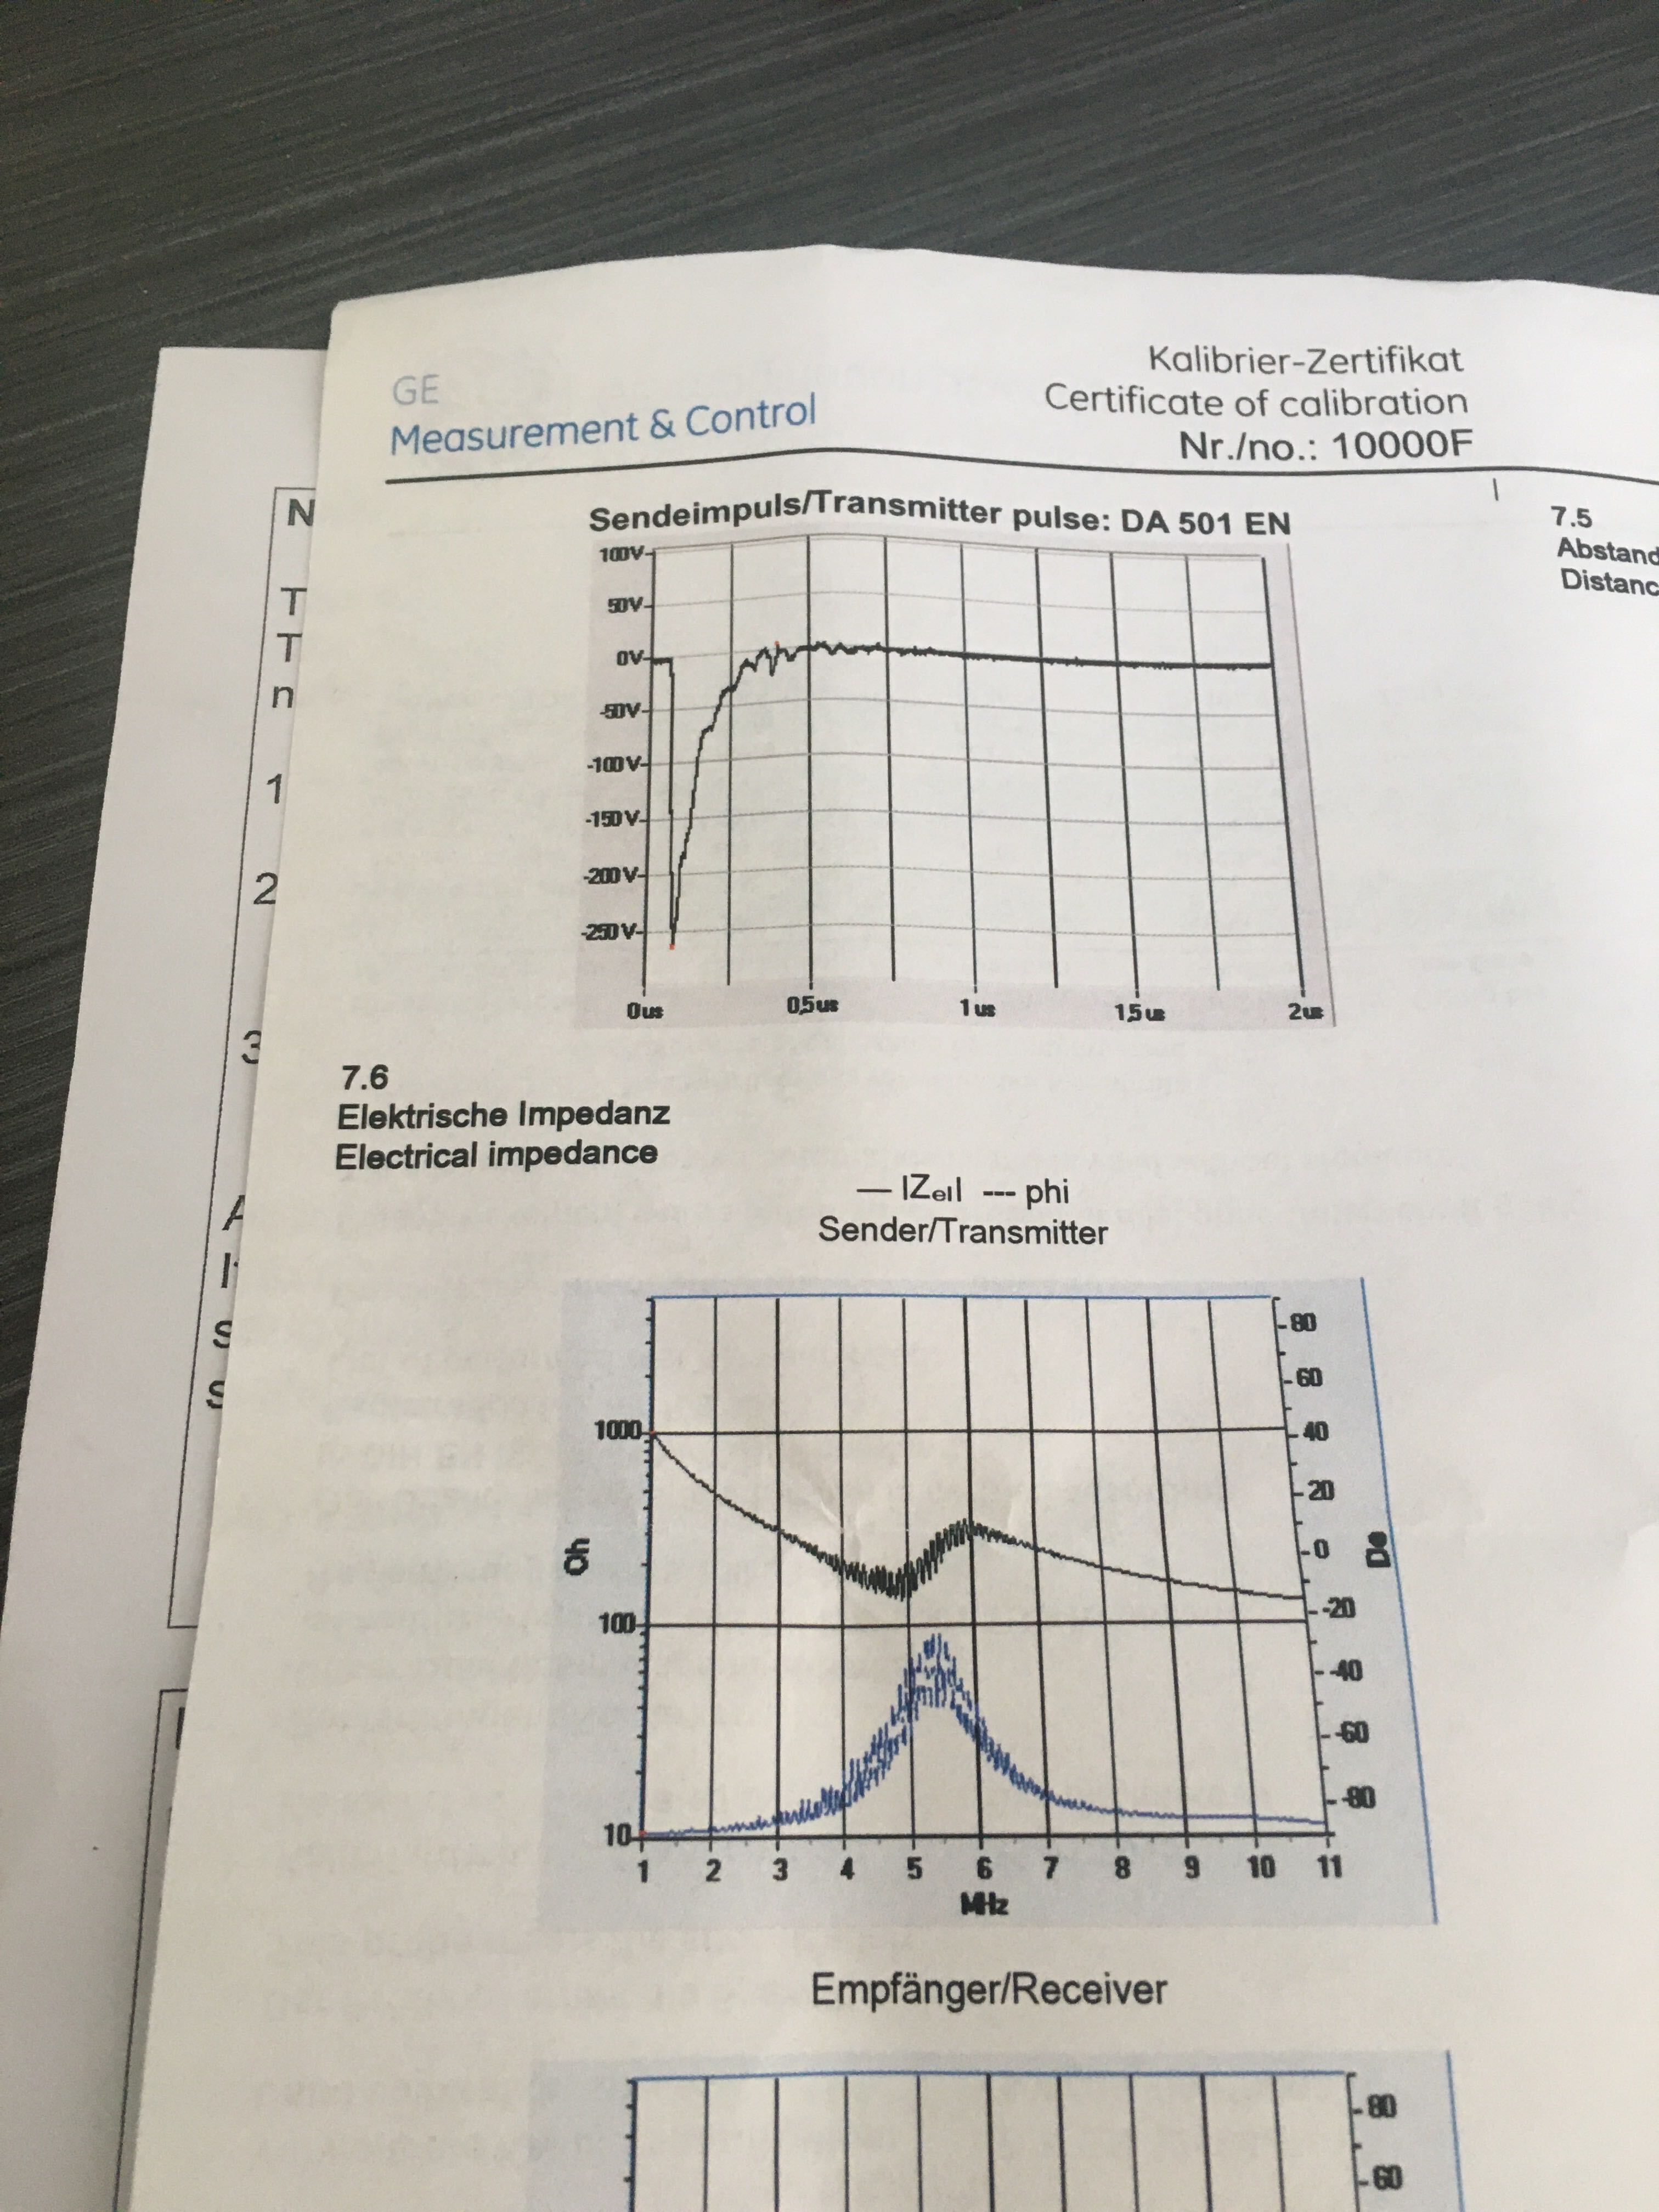 GE
Measurement & Control
Kalibrier-Zertifikat
Certificate of calibration
Nr./no.: 10000F
Sendeimpuls/Transmitter pulse: DA 501 EN
100V
50V
0V
-50V
-100V
-150V
-200V
-250V
0us
0,5us
1us
1,5us
2us
7.5
Abstand
Distanc
7.6
Elektrische Impedanz
Electrical impedance
— |Zel| --- phi
Sender/Transmitter
1000
100
10
Oh
80
60
40
20
0
-20
-40
-60
-80
De
1 2 3 4 5 6 7 8 9 10 11
MHz
Empfänger/Receiver
80
60
N
T
T
n
1
2
3
A
S
S